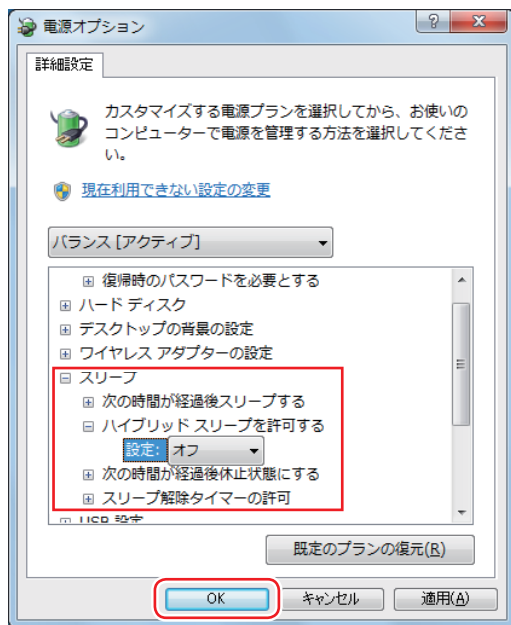 電源オプション
詳細設定
カスタマイズする電源プランを選択してから、お使いの
コンピューターで電源を管理する方法を選択してくださ
い。
現在利用できない設定の変更
バランス [アクティブ]
復帰時のパスワードを必要とする
ハード ディスク
デスクトップの背景の設定
ワイヤレス アダプターの設定
スリープ
次の時間が経過後スリープする
ハイブリッド スリープを許可する
設定: オフ
次の時間が経過後休止状態にする
スリープ解除タイマーの許可
USB 設定
既定のプランの復元(R)
OK キャンセル 適用(A)